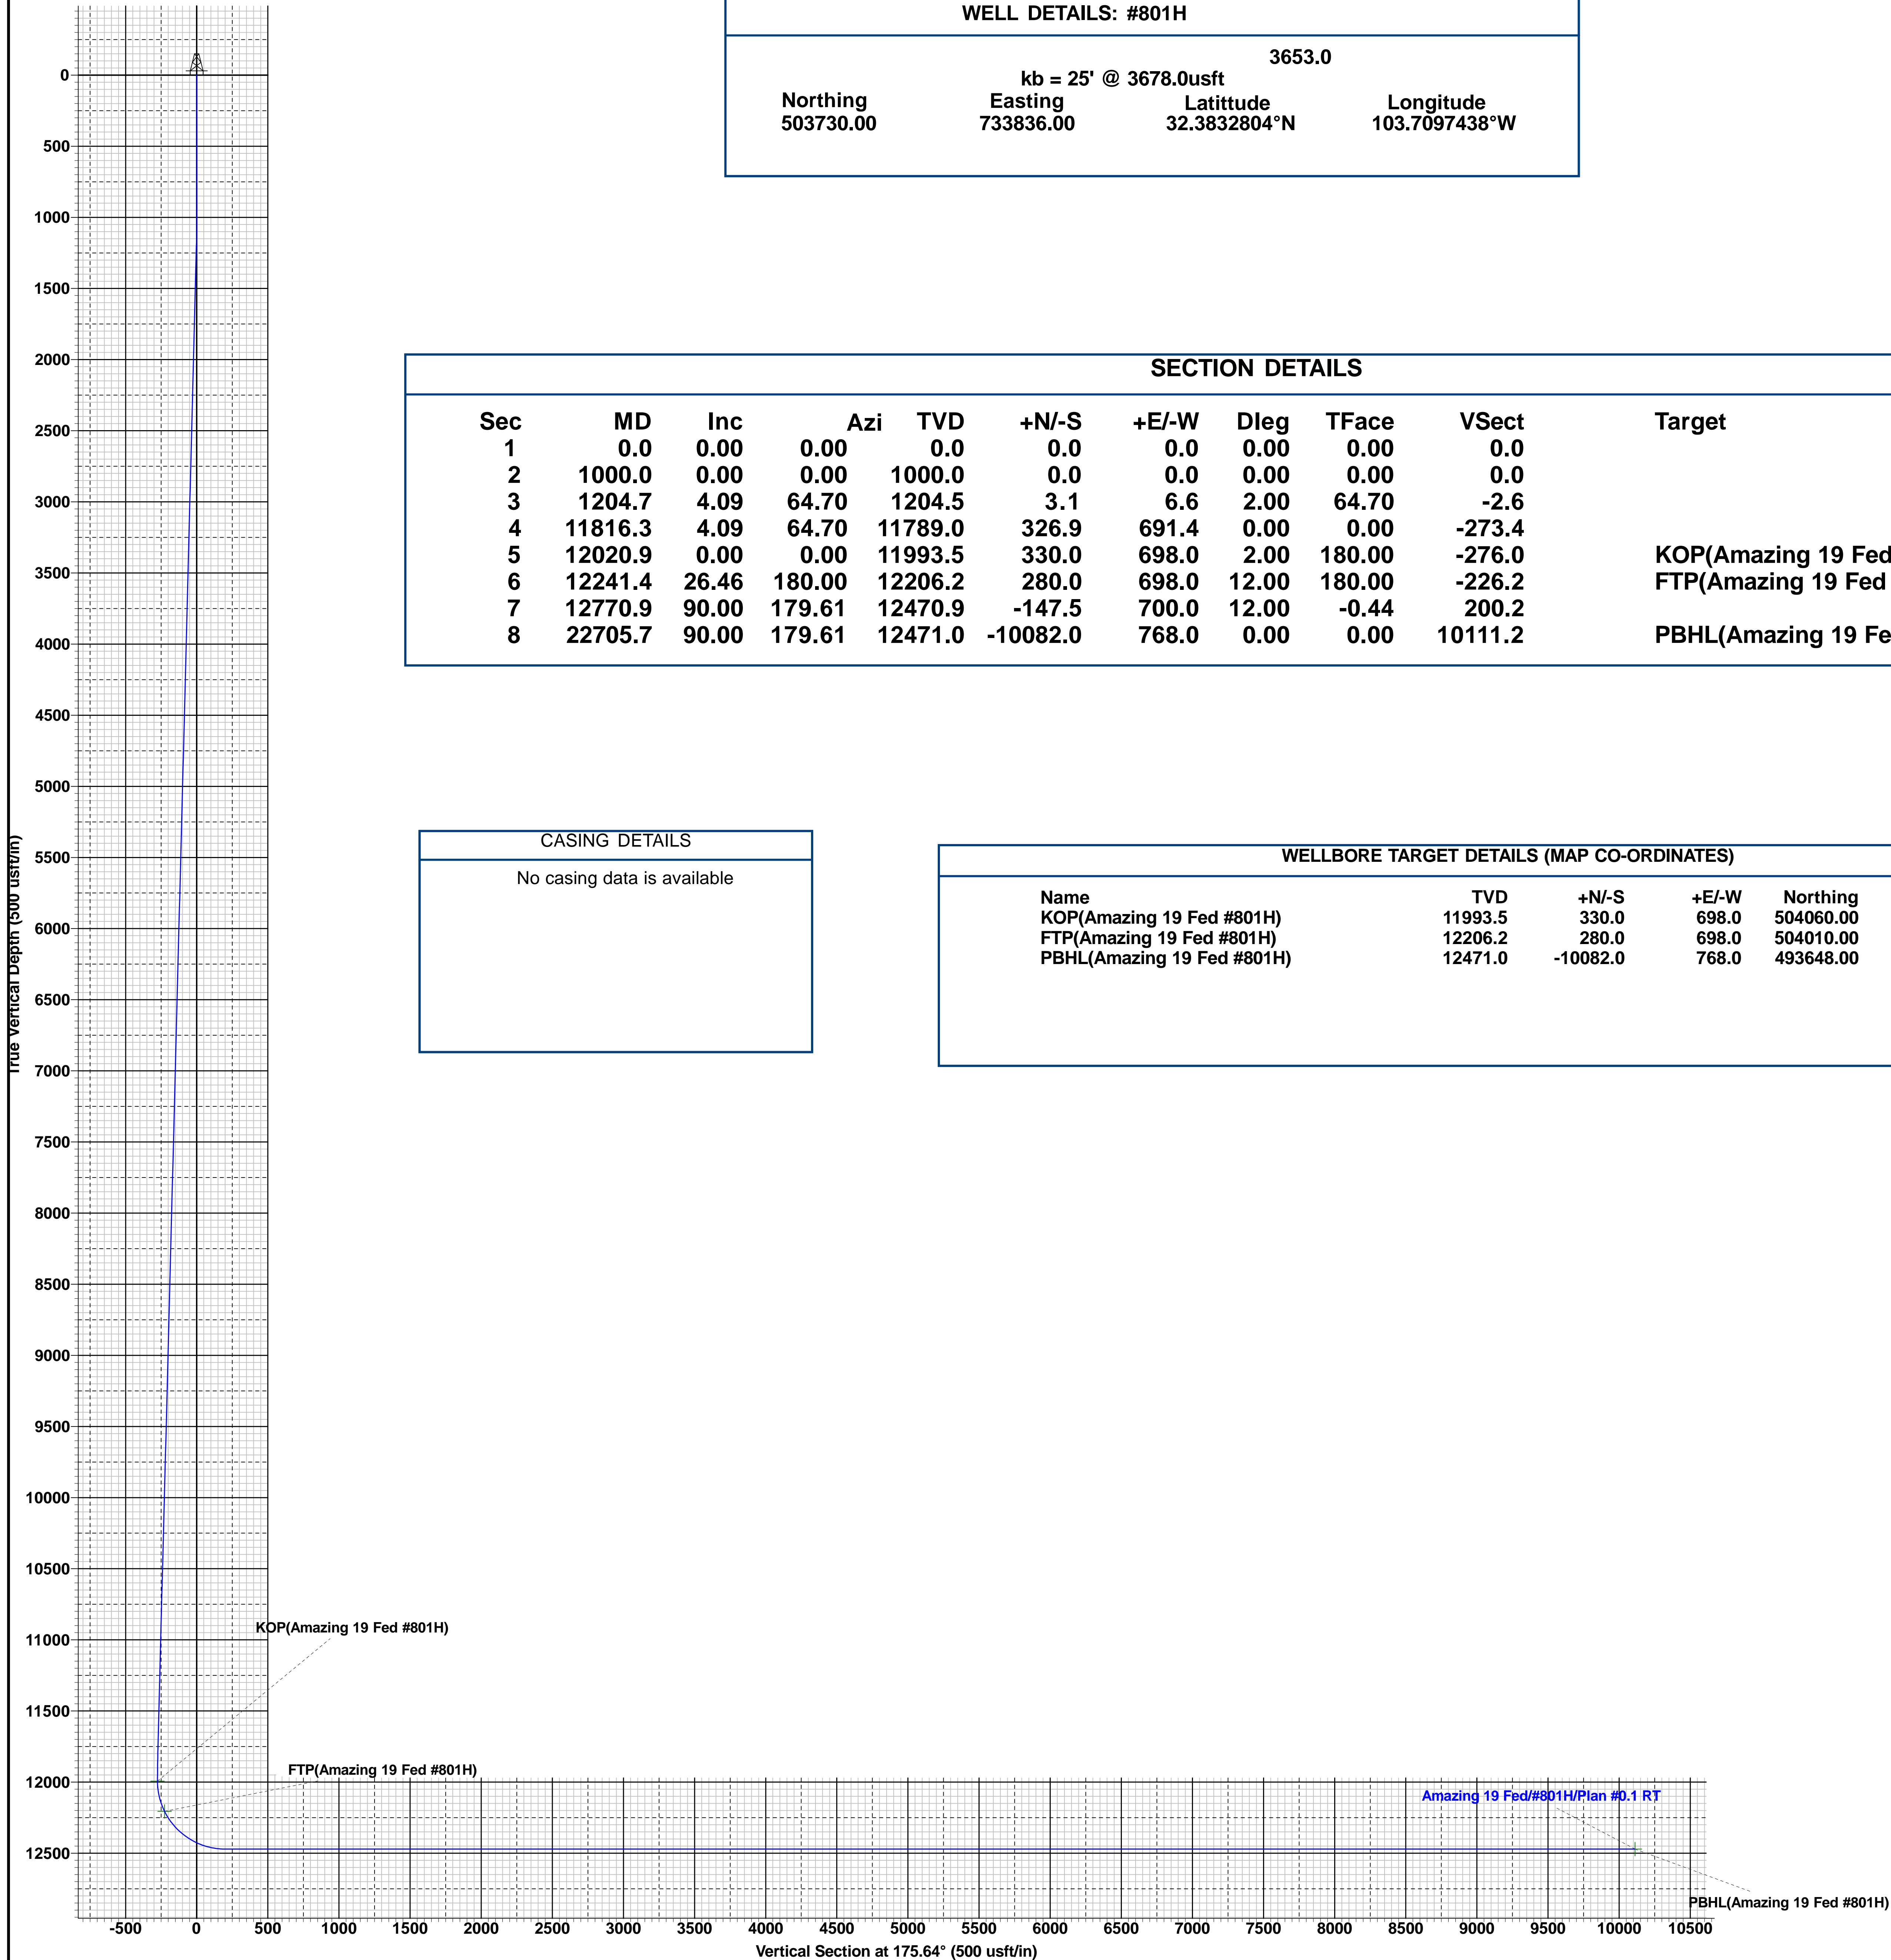 WELL DETAILS: #801H
3653.0
kb = 25' @ 3678.0usft
Northing Easting Latittude Longitude
503730.00 733836.00 32.3832804°N 103.7097438°W
SECTION DETAILS
Sec MD Inc Azi TVD +N/-S +E/-W Dleg TFace VSect Target
1 0.0 0.00 0.00 0.0 0.0 0.0 0.00 0.00 0.0
2 1000.0 0.00 0.00 1000.0 0.0 0.0 0.00 0.00 0.0
3 1204.7 4.09 64.70 1204.5 3.1 6.6 2.00 64.70 -2.6
4 11816.3 4.09 64.70 11789.0 326.9 691.4 0.00 0.00 -273.4
5 12020.9 0.00 0.00 11993.5 330.0 698.0 2.00 180.00 -276.0 KOP(Amazing 19 Fed
6 12241.4 26.46 180.00 12206.2 280.0 698.0 12.00 180.00 -226.2 FTP(Amazing 19 Fed
7 12770.9 90.00 179.61 12470.9 -147.5 700.0 12.00 -0.44 200.2
8 22705.7 90.00 179.61 12471.0 -10082.0 768.0 0.00 0.00 10111.2 PBHL(Amazing 19 Fe
CASING DETAILS
No casing data is available
WELLBORE TARGET DETAILS (MAP CO-ORDINATES)
Name TVD +N/-S +E/-W Northing
KOP(Amazing 19 Fed #801H) 11993.5 330.0 698.0 504060.00
FTP(Amazing 19 Fed #801H) 12206.2 280.0 698.0 504010.00
PBHL(Amazing 19 Fed #801H) 12471.0 -10082.0 768.0 493648.00
True Vertical Depth (500 usft/in)
0
500
1000
1500
2000
2500
3000
3500
4000
4500
5000
5500
6000
6500
7000
7500
8000
8500
9000
9500
10000
10500
11000
11500
12000
12500
KOP(Amazing 19 Fed #801H)
FTP(Amazing 19 Fed #801H)
Amazing 19 Fed/#801H/Plan #0.1 RT
PBHL(Amazing 19 Fed #801H)
-500 0 500 1000 1500 2000 2500 3000 3500 4000 4500 5000 5500 6000 6500 7000 7500 8000 8500 9000 9500 10000 10500
Vertical Section at 175.64° (500 usft/in)